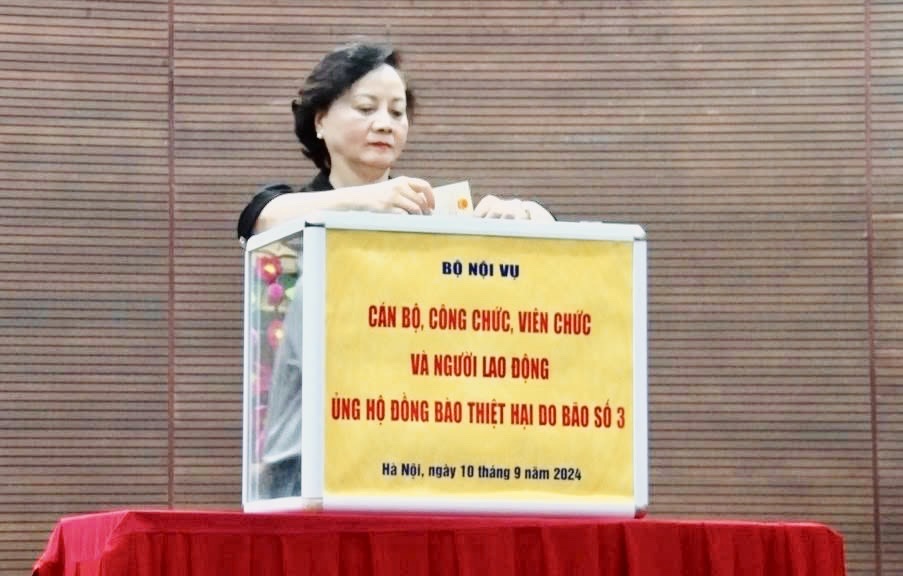 BỘ NỘI VỤ
CÁN BỘ, CÔNG CHỨC, VIÊN CHỨC
VÀ NGƯỜI LAO ĐỘNG
ỦNG HỘ ĐỒNG BÀO THIỆT HẠI DO BÃO SỐ 3
Hà Nội, ngày 10 tháng 9 năm 2024